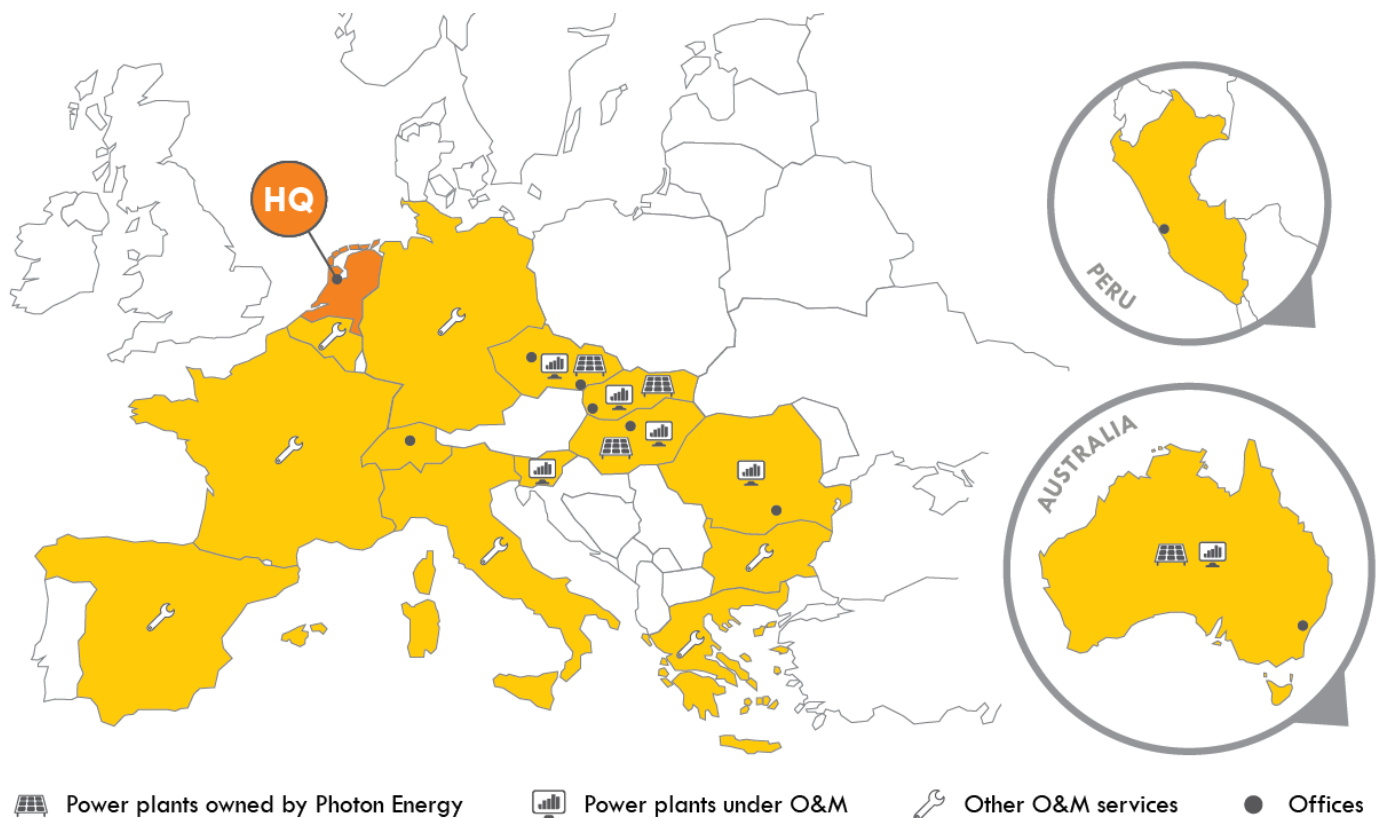 HQ
PERU
AUSTRALIA
Power plants owned by Photon Energy
Power plants under O&M
Other O&M services
Offices